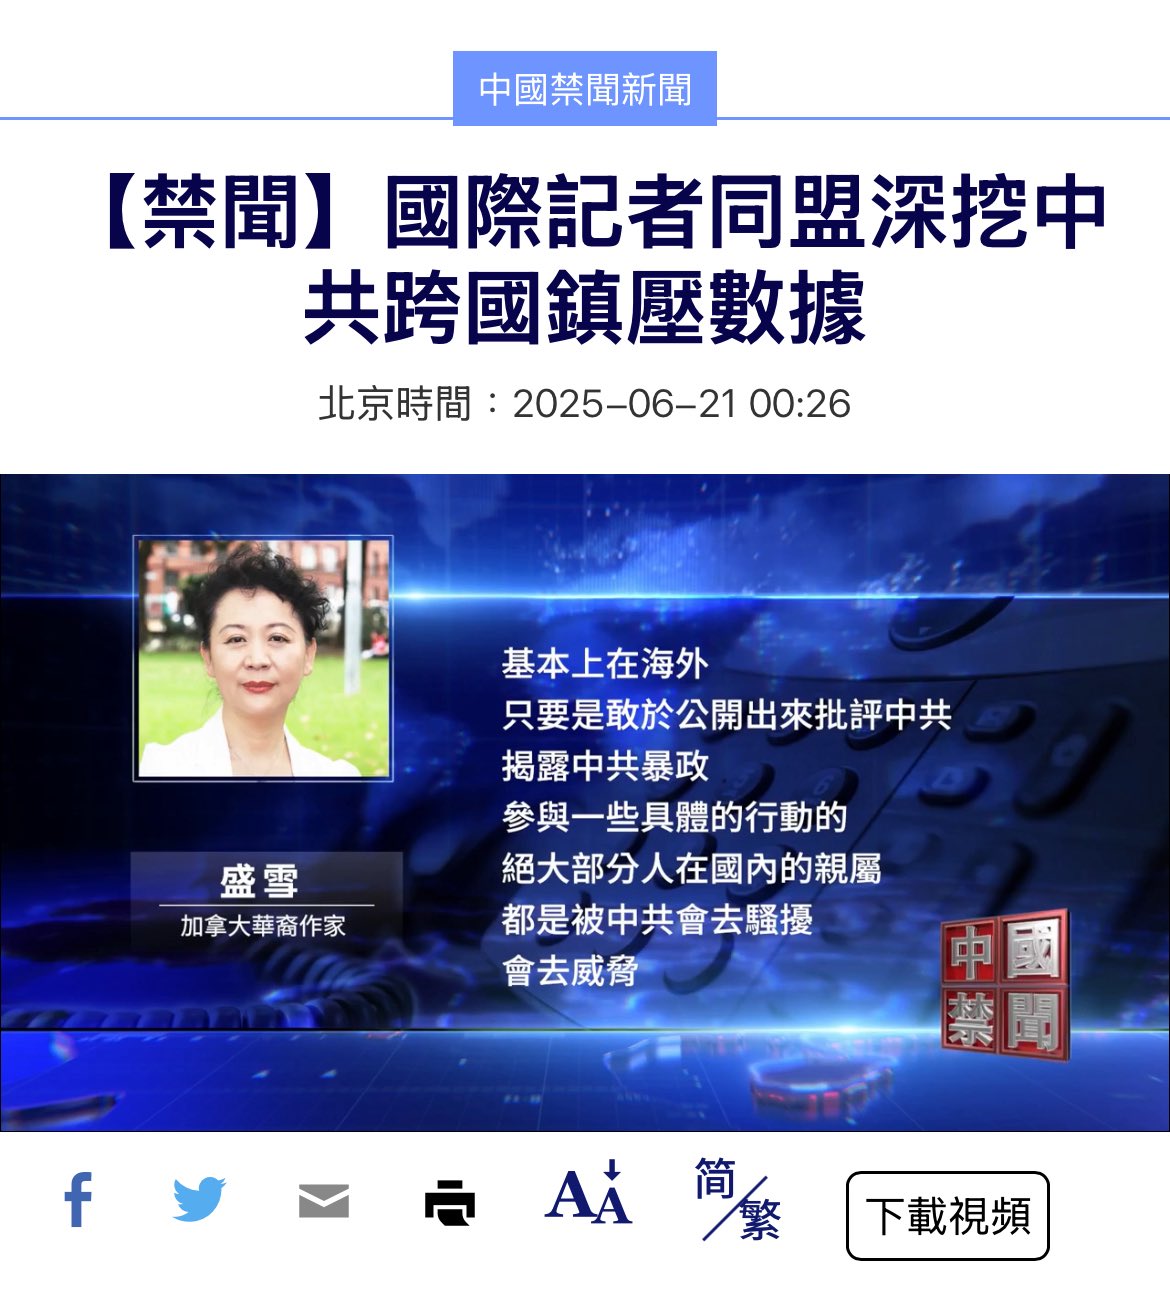 中國禁聞新聞
【禁聞】國際記者同盟深挖中
共跨國鎮壓數據
北京時間：2025-06-21 00:26
基本上在海外
只要是敢於公開出來批評中共
揭露中共暴政
參與一些具體的行動的
絕大部分人在國內的親屬
都是被中共會去騷擾
會去威脅
盛雪
加拿大華裔作家
中國
禁聞
AA
简/繁
下載視頻